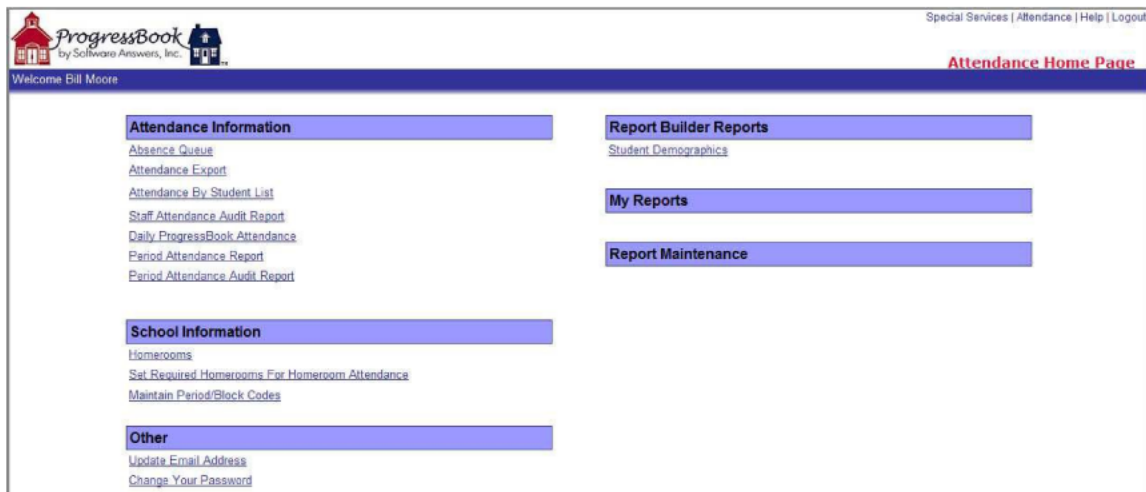 Special Services | Attendance | Help | Logout
ProgressBook
by Software Answers, Inc.
Attendance Home Page
Welcome Bill Moore
Attendance Information
Absence Queue
Attendance Export
Attendance By Student List
Staff Attendance Audit Report
Daily ProgressBook Attendance
Period Attendance Report
Period Attendance Audit Report
School Information
Homerooms
Set Required Homerooms For Homeroom Attendance
Maintain Period/Block Codes
Other
Update Email Address
Change Your Password
Report Builder Reports
Student Demographics
My Reports
Report Maintenance